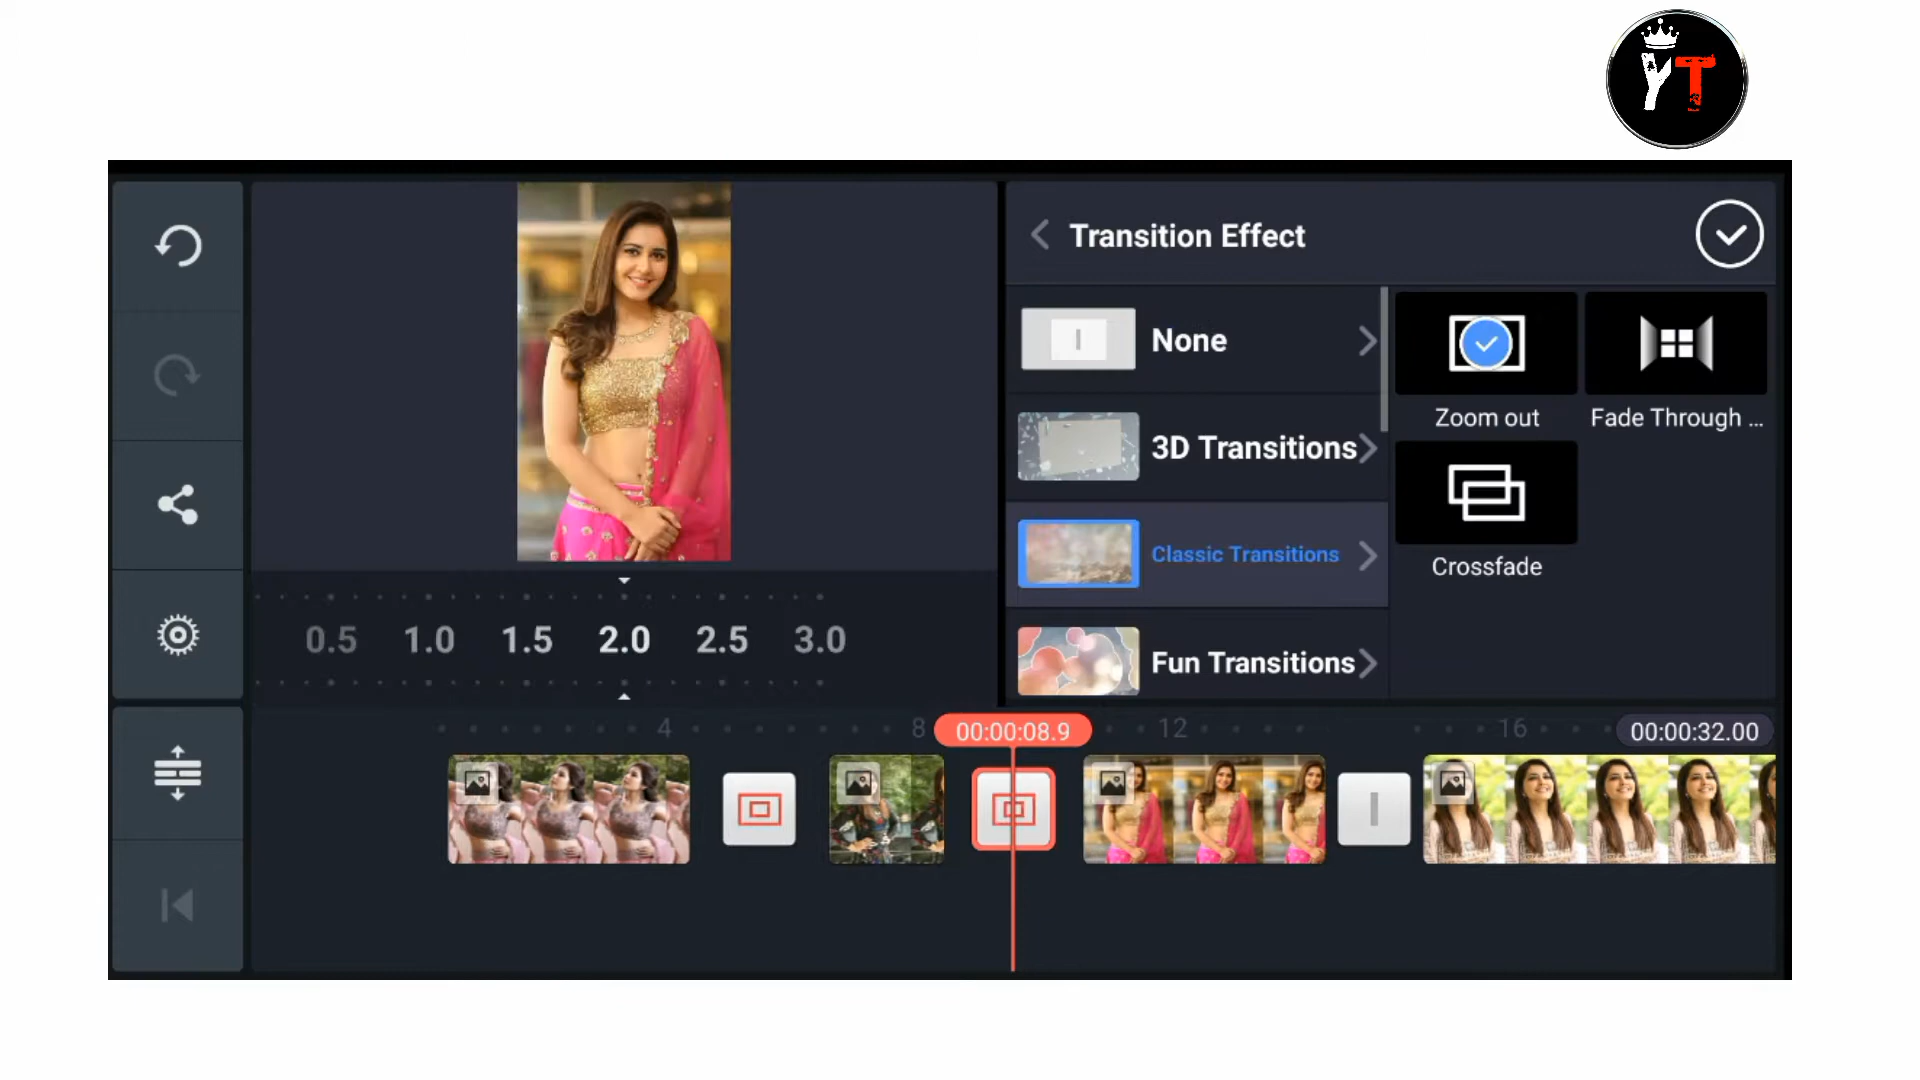 YT
Transition Effect
None
3D Transitions
Classic Transitions
Fun Transitions
Zoom out
Fade Through ...
Crossfade
0.5 1.0 1.5 2.0 2.5 3.0
4 8 12 16
00:00:08.9
00:00:32.00